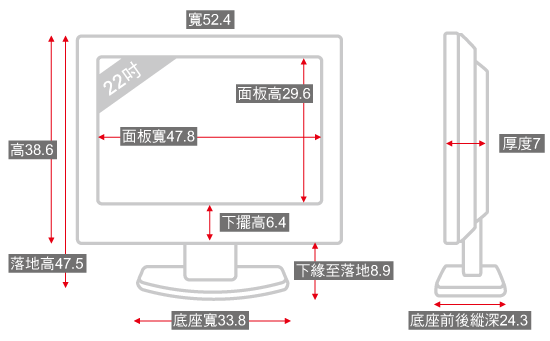 寬52.4
22吋
面板高29.6
面板寬47.8
高38.6
厚度7
下擺高6.4
落地高47.5
下緣至落地8.9
底座寬33.8
底座前後縱深24.3